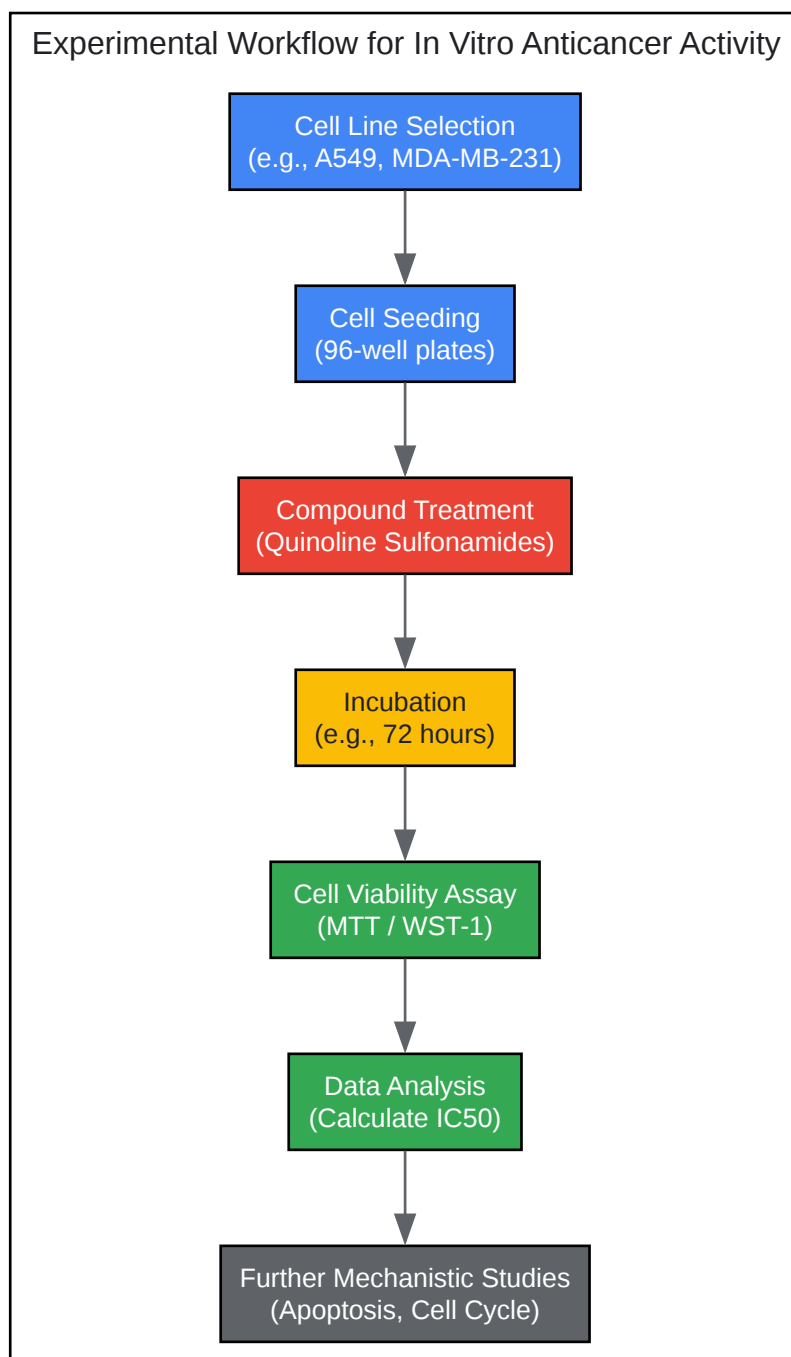 Experimental Workflow for In Vitro Anticancer Activity
Cell Line Selection
(e.g., A549, MDA-MB-231)
Cell Seeding
(96-well plates)
Compound Treatment
(Quinoline Sulfonamides)
Incubation
(e.g., 72 hours)
Cell Viability Assay
(MTT / WST-1)
Data Analysis
(Calculate IC50)
Further Mechanistic Studies
(Apoptosis, Cell Cycle)